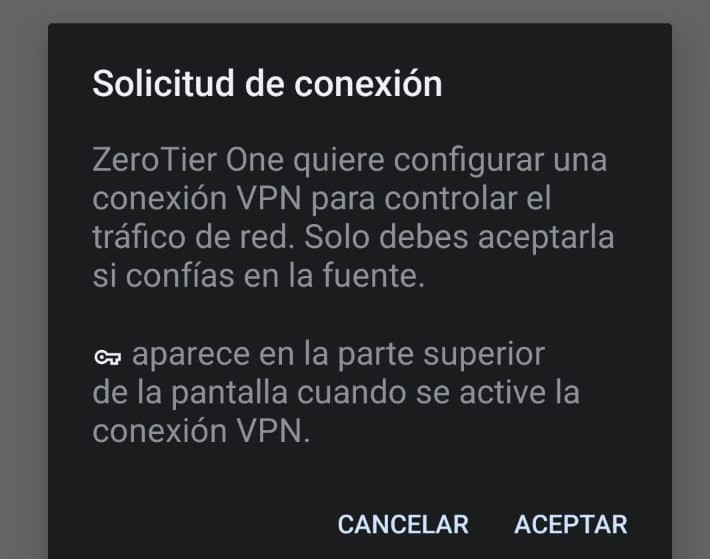 Solicitud de conexión
ZeroTier One quiere configurar una
conexión VPN para controlar el
tráfico de red. Solo debes aceptarla
si confías en la fuente.
aparece en la parte superior
de la pantalla cuando se active la
conexión VPN.
CANCELAR ACEPTAR